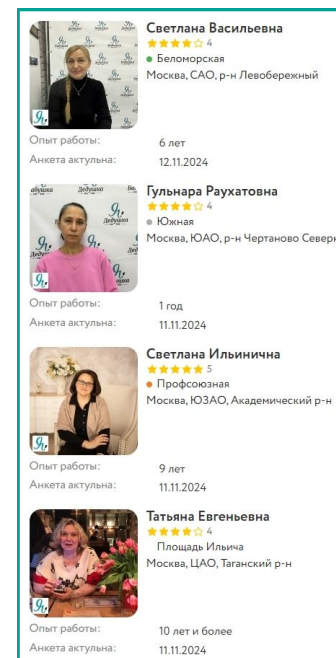 Светлана Васильевна
4
Беломорская
Москва, САО, р-н Левобережный
Опыт работы: 6 лет
Анкета актульна: 12.11.2024
Гульнара Раухатовна
4
Южная
Москва, ЮАО, р-н Чертаново Северн
Опыт работы: 1 год
Анкета актульна: 11.11.2024
Светлана Ильинична
5
Профсоюзная
Москва, ЮЗАО, Академический р-н
Опыт работы: 9 лет
Анкета актульна: 11.11.2024
Татьяна Евгеньевна
4
Площадь Ильича
Москва, ЦАО, Таганский р-н
Опыт работы: 10 лет и более
Анкета актульна: 11.11.2024